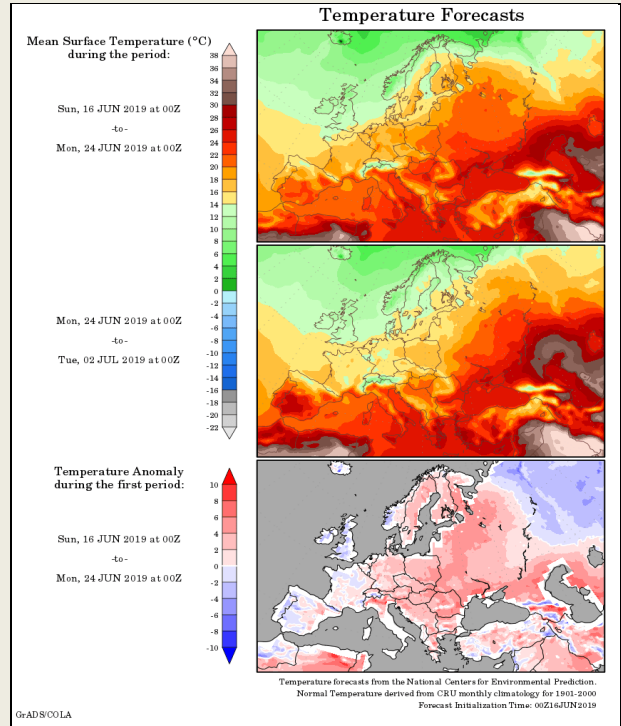 Temperature Forecasts
Mean Surface Temperature (°C)
during the period:
Sun, 16 JUN 2019 at 00Z
-to-
Mon, 24 JUN 2019 at 00Z
38
36
34
32
30
28
26
24
22
20
18
16
14
12
10
8
6
4
2
0
-2
-4
-6
-8
-10
-12
-14
-16
-18
-20
-22
Mon, 24 JUN 2019 at 00Z
-to-
Tue, 02 JUL 2019 at 00Z
Temperature Anomaly
during the first period:
Sun, 16 JUN 2019 at 00Z
-to-
Mon, 24 JUN 2019 at 00Z
10
8
6
4
2
0
-2
-4
-6
-8
-10
Temperature forecasts from the National Centers for Environmental Prediction.
Normal Temperature derived from CRU monthly climatology for 1901-2000
Forecast Initialization Time: 00Z16JUN2019
GrADS/COLA